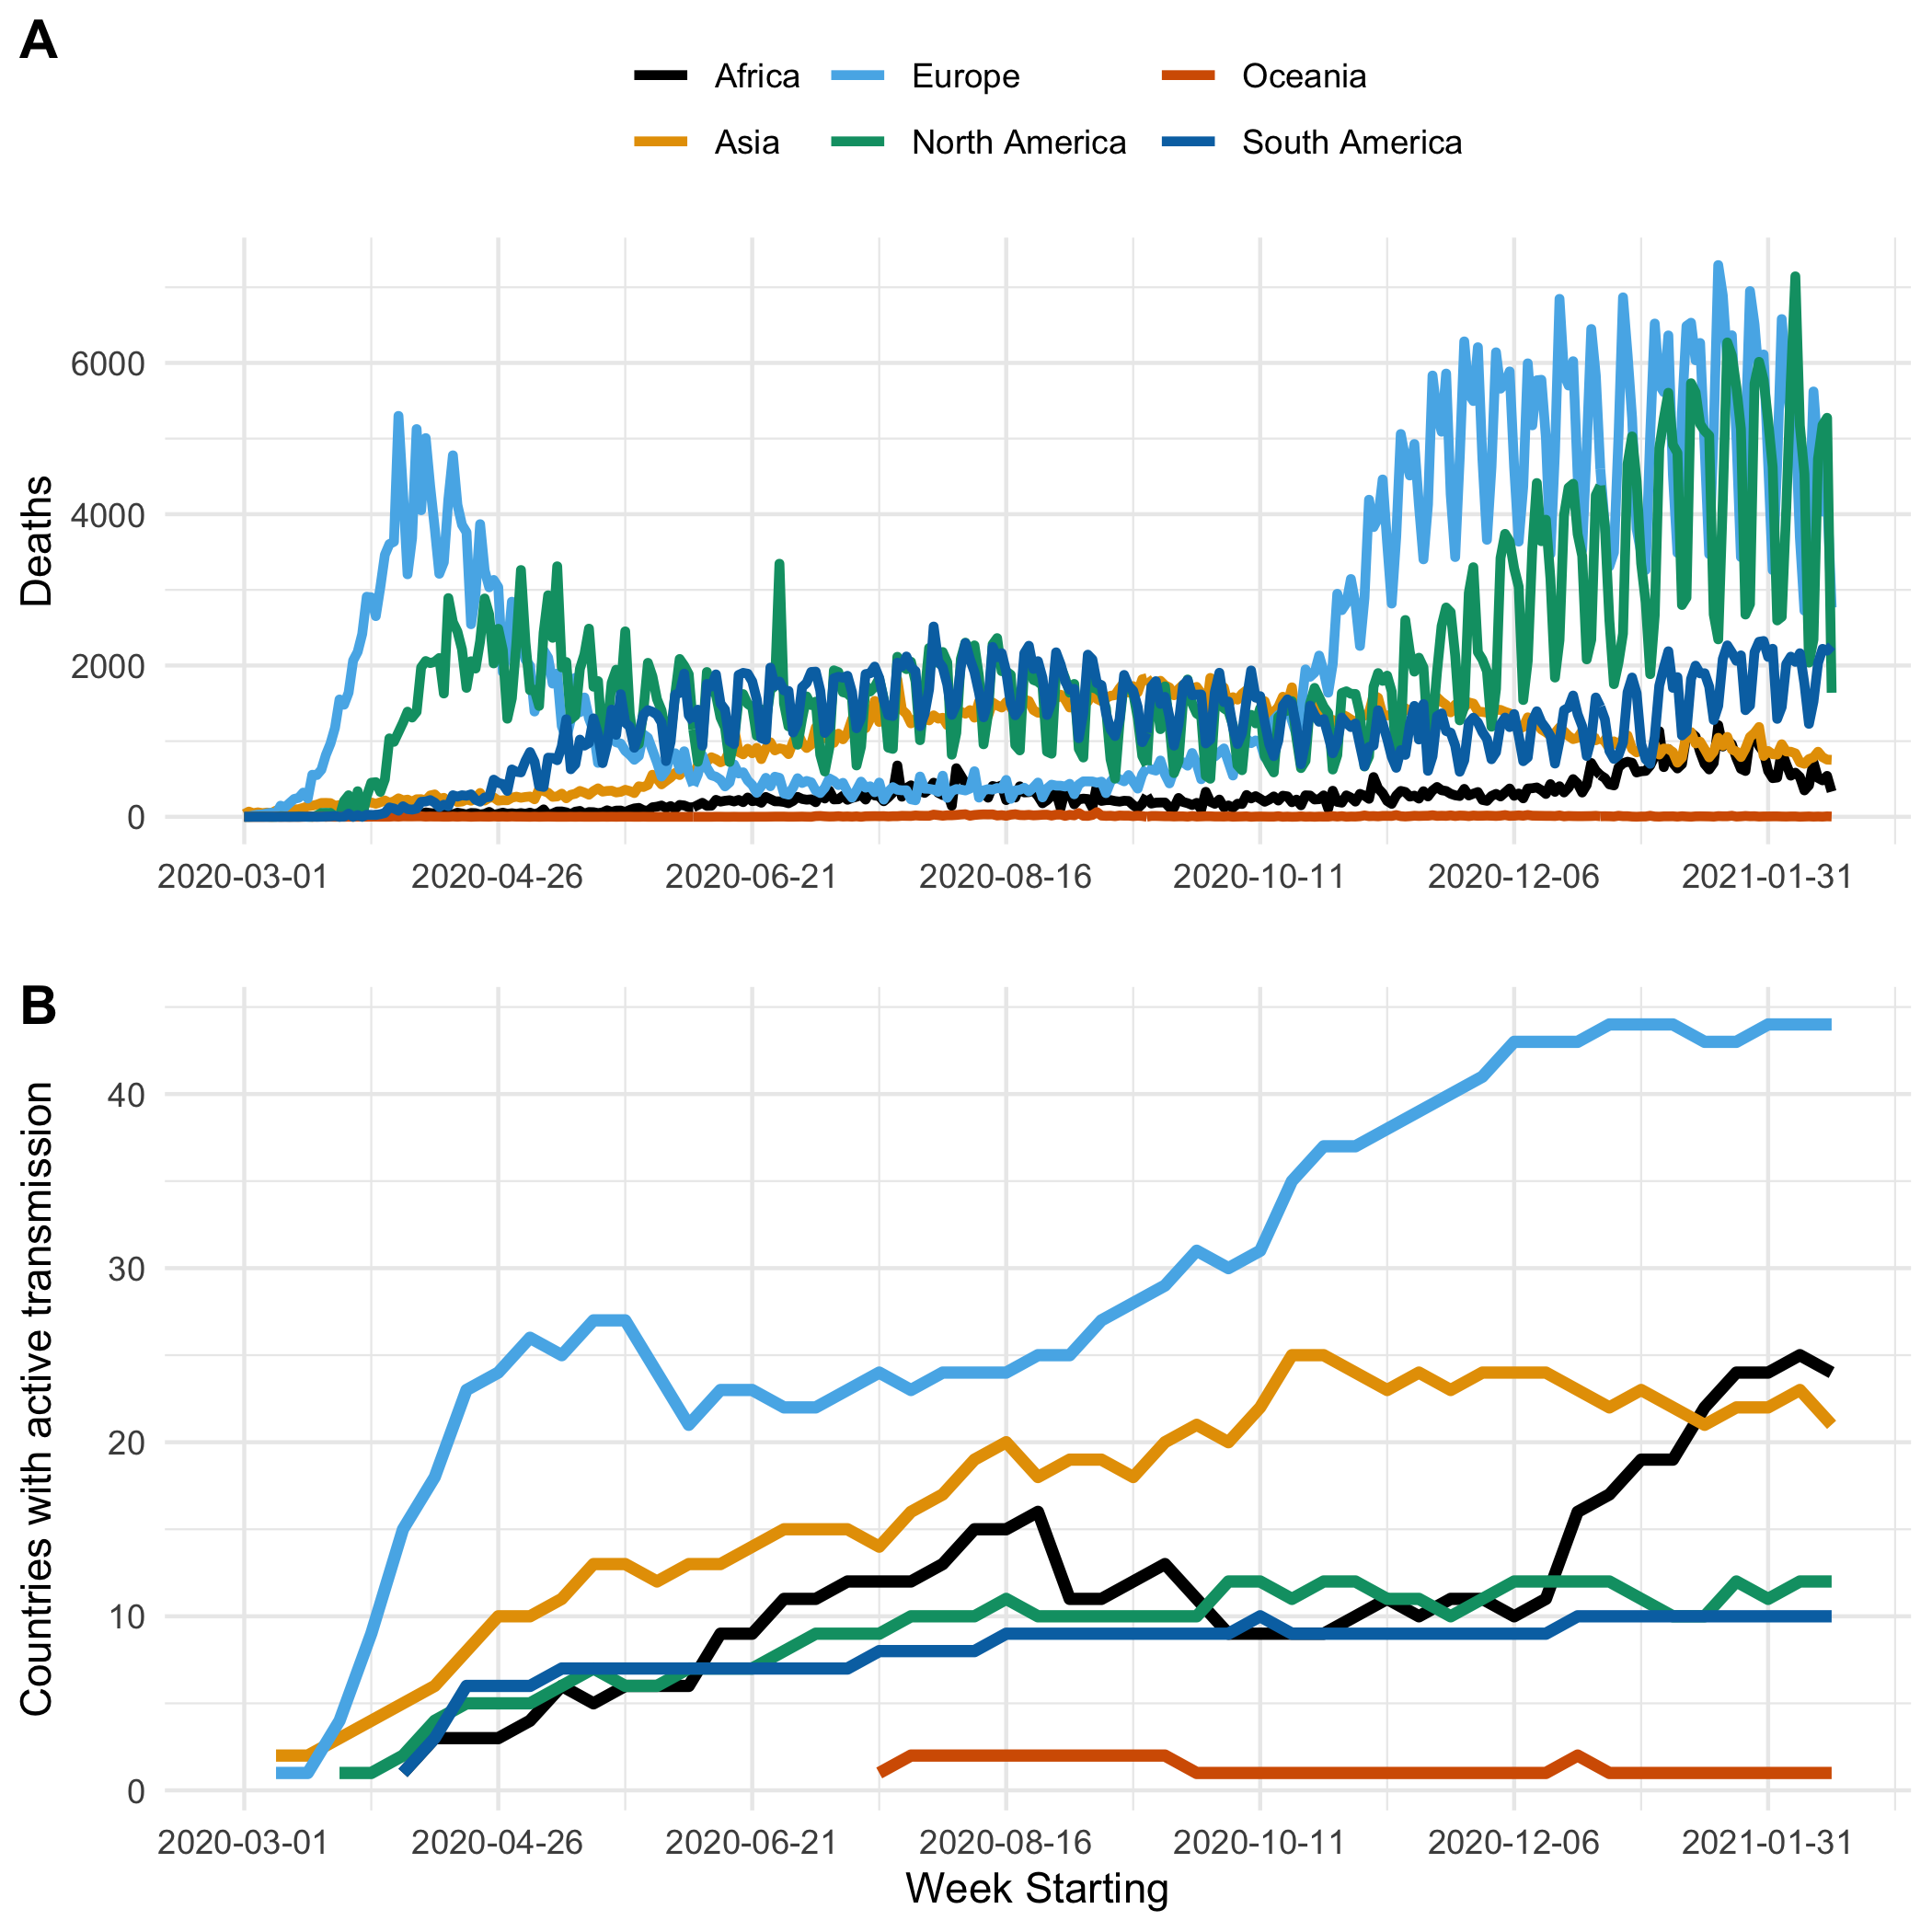 A
Africa Europe Oceania
Asia North America South America
Deaths
6000
4000
2000
0
2020-03-01 2020-04-26 2020-06-21 2020-08-16 2020-10-11 2020-12-06 2021-01-31
B
Countries with active transmission
40
30
20
10
0
2020-03-01 2020-04-26 2020-06-21 2020-08-16 2020-10-11 2020-12-06 2021-01-31
Week Starting